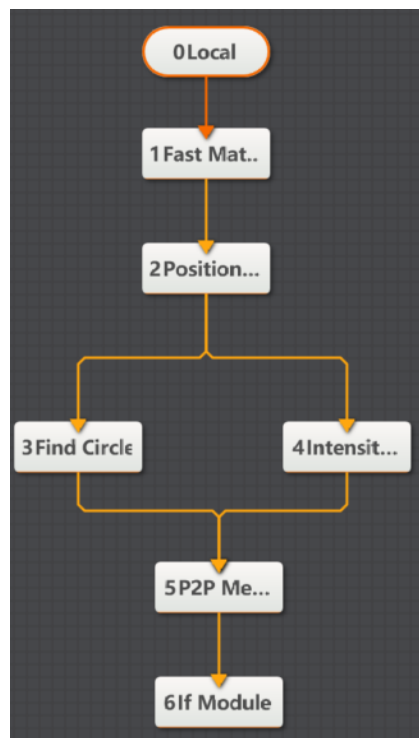 0Local
1Fast Mat..
2Position...
3Find Circle
4Intensit...
5P2P Me...
6If Module